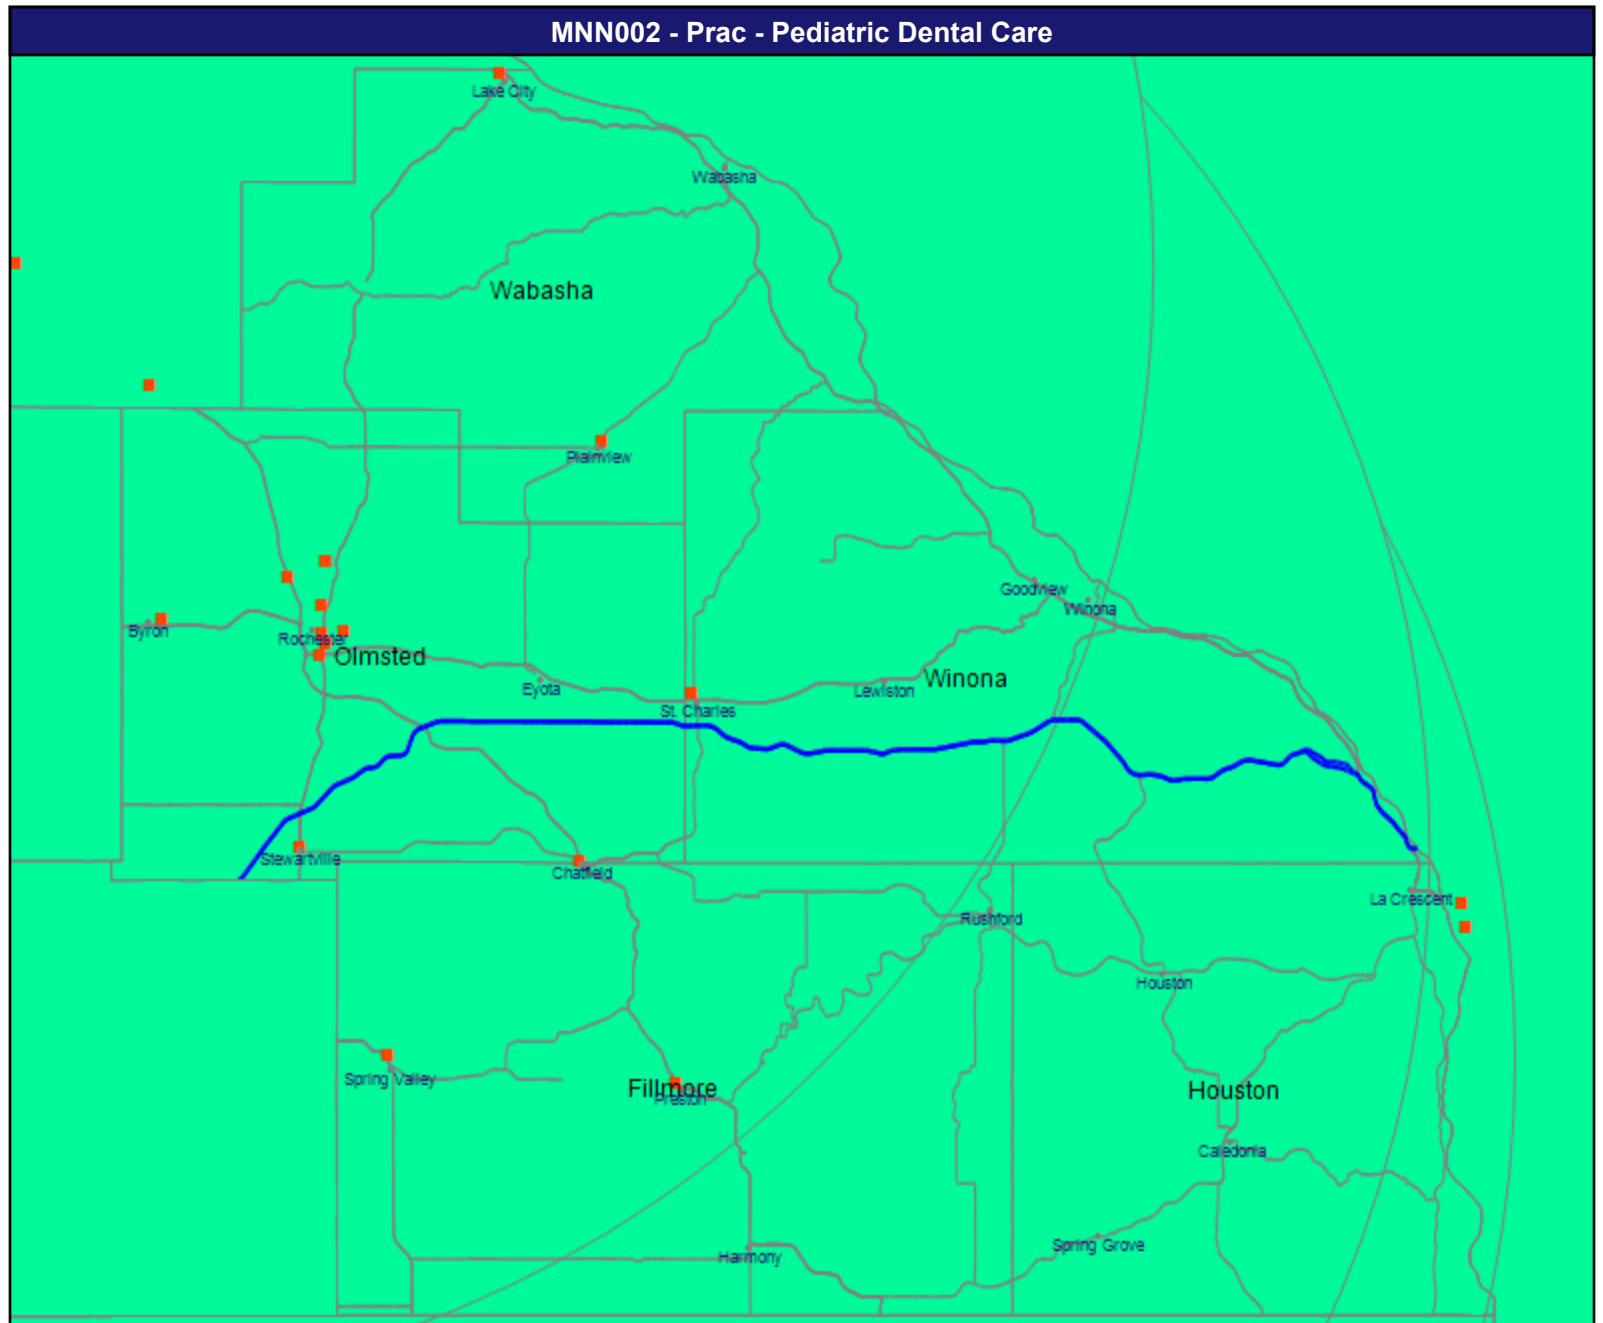 MNN002 - Prac - Pediatric Dental Care
Lake City
Wabasha
Wabasha
Plainview
Goodview
Winona
Byron
Rochester
Olmsted
Eyota
St. Charles
Lewiston
Winona
Stewartville
Chatfield
La Crescent
Rushford
Houston
Spring Valley
Fillmore
Preston
Houston
Caledonia
Harmony
Spring Grove